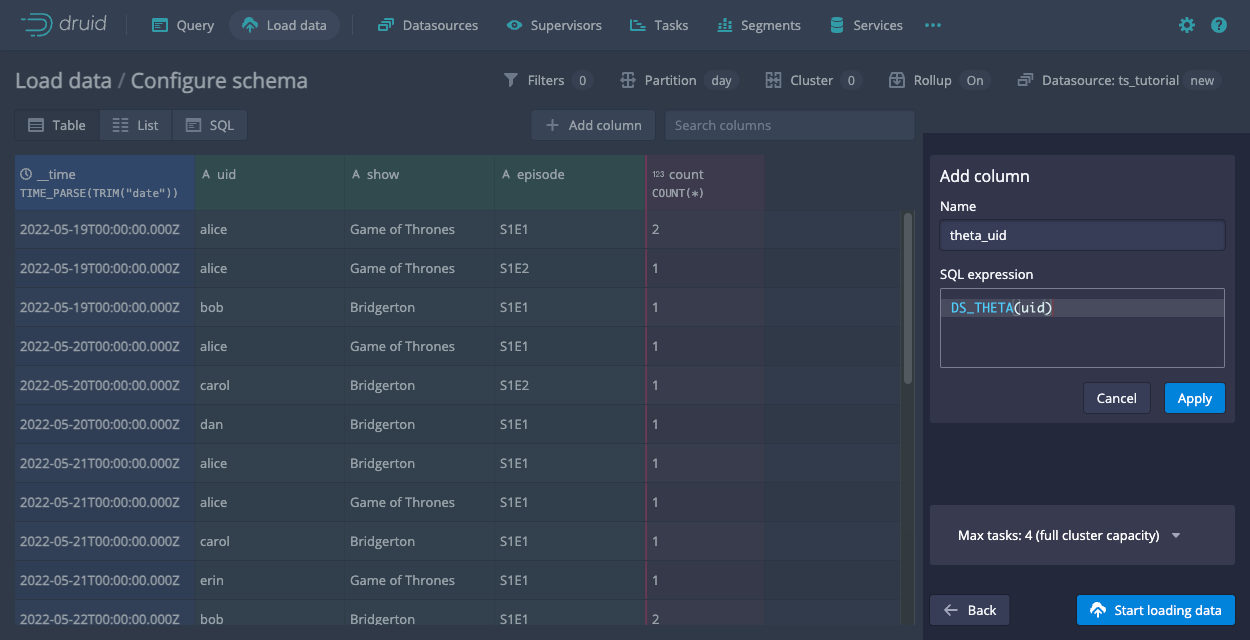 druid Query Load data Datasources Supervisors Tasks Segments Services
Load data / Configure schema Filters 0 Partition day Cluster 0 Rollup On Datasource: ts_tutorial new
Table List SQL Add column Search columns
__time A uid A show A episode 123 count
TIME_PARSE(TRIM("date")) COUNT(*)
2022-05-19T00:00:00.000Z alice Game of Thrones S1E1 2
2022-05-19T00:00:00.000Z alice Game of Thrones S1E2 1
2022-05-19T00:00:00.000Z bob Bridgerton S1E1 1
2022-05-20T00:00:00.000Z alice Game of Thrones S1E1 1
2022-05-20T00:00:00.000Z carol Bridgerton S1E2 1
2022-05-20T00:00:00.000Z dan Bridgerton S1E1 1
2022-05-21T00:00:00.000Z alice Bridgerton S1E1 1
2022-05-21T00:00:00.000Z alice Game of Thrones S1E1 1
2022-05-21T00:00:00.000Z carol Bridgerton S1E1 1
2022-05-21T00:00:00.000Z erin Game of Thrones S1E1 1
2022-05-22T00:00:00.000Z bob Bridgerton S1E1 2
Add column
Name
theta_uid
SQL expression
DS_THETA(uid)
Cancel Apply
Max tasks: 4 (full cluster capacity)
Back Start loading data